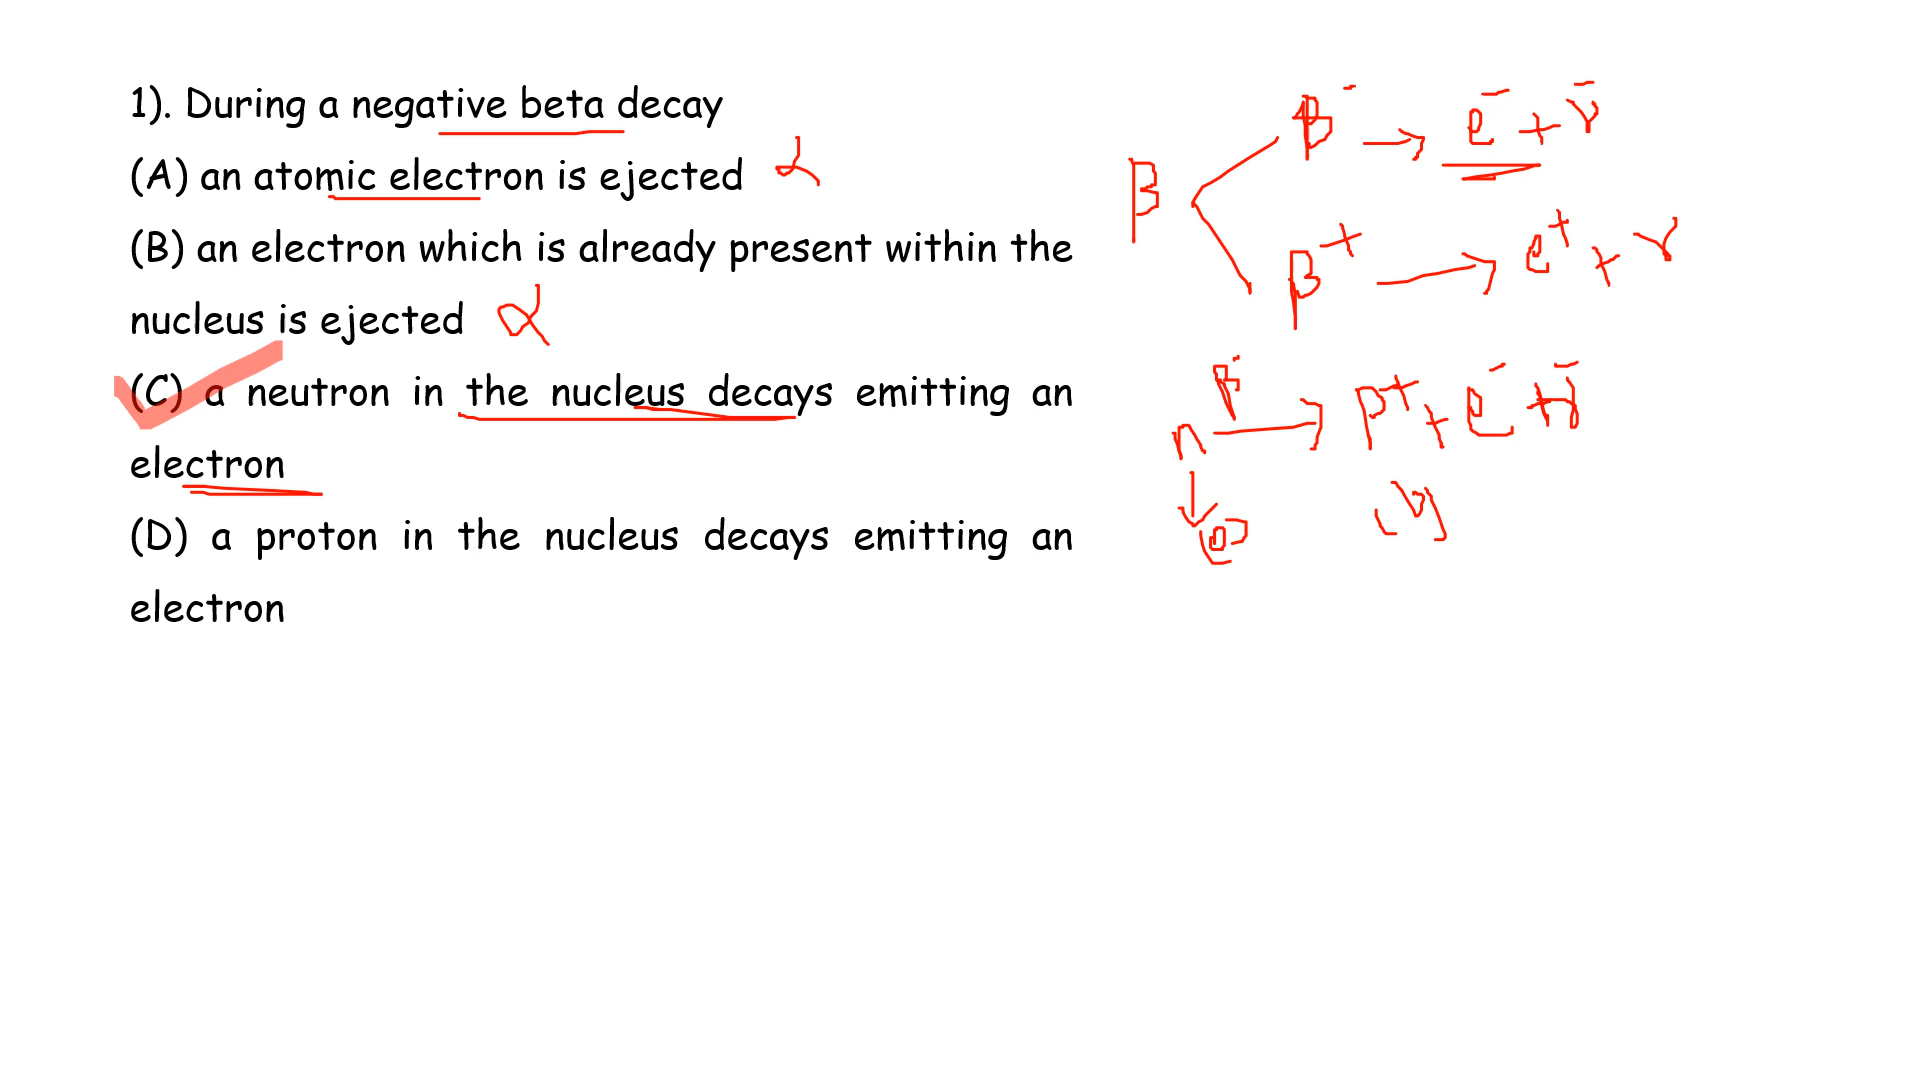 1). During a negative beta decay
(A) an atomic electron is ejected
(B) an electron which is already present within the
nucleus is ejected
(C) a neutron in the nucleus decays emitting an
electron
(D) a proton in the nucleus decays emitting an
electron
β
β⁻ → e⁻ + ν̄
β⁺ → e⁺ + ν
β⁻
n → p⁺ + e⁻ + ν̄
(0)